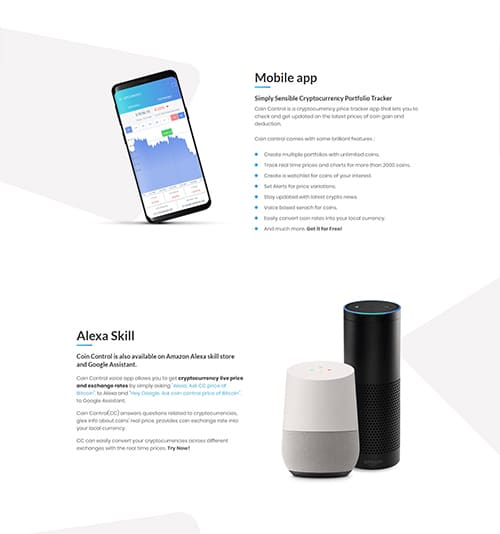 Mobile app
Simply Sensible Cryptocurrency Portfolio Tracker
Coin Control is a cryptocurrency price tracker app that lets you to
check and get updated on the latest prices of coin gain and
deduction.
Coin control comes with some brilliant features :
Create multiple portfolios with unlimited coins.
Track real time prices and charts for more than 2000 coins.
Create a watchlist for coins of your interest.
Set Alerts for price variations.
Stay updated with latest crypto news.
Voice based serach for coins.
Easily convert coin rates into your local currency.
And much more. Get it for Free!
Alexa Skill
Coin Control is also available on Amazon Alexa skill store
and Google Assistant.
Coin Control voice app allows you to get cryptocurrency live price
and exchange rates by simply asking "Alexa, Ask CC price of
Bitcoin", to Alexa and "Hey Google, Ask coin control price of Bitcoin",
to Google Assistant.
Coin Control(CC) answers questions related to cryptocurrencies,
give info about coins' real price, provides coin exchange rate into
your local currency.
CC can easily convert your cryptocurrencies across different
exchanges with the real time prices. Try Now!